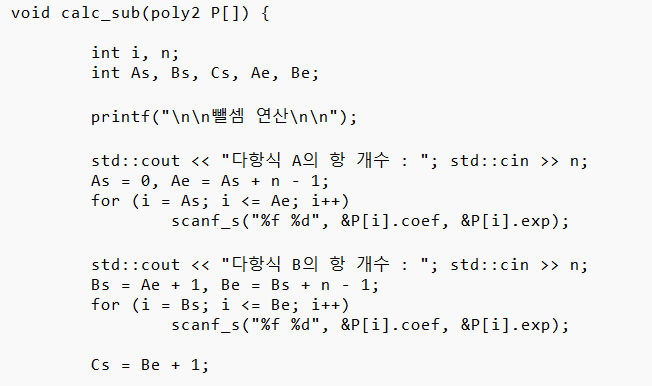 void calc_sub(poly2 P[]) {
int i, n;
int As, Bs, Cs, Ae, Be;
printf("\n\n뺄셈 연산\n\n");
std::cout << "다항식 A의 항 개수 : "; std::cin >> n;
As = 0, Ae = As + n - 1;
for (i = As; i <= Ae; i++)
scanf_s("%f %d", &P[i].coef, &P[i].exp);
std::cout << "다항식 B의 항 개수 : "; std::cin >> n;
Bs = Ae + 1, Be = Bs + n - 1;
for (i = Bs; i <= Be; i++)
scanf_s("%f %d", &P[i].coef, &P[i].exp);
Cs = Be + 1;